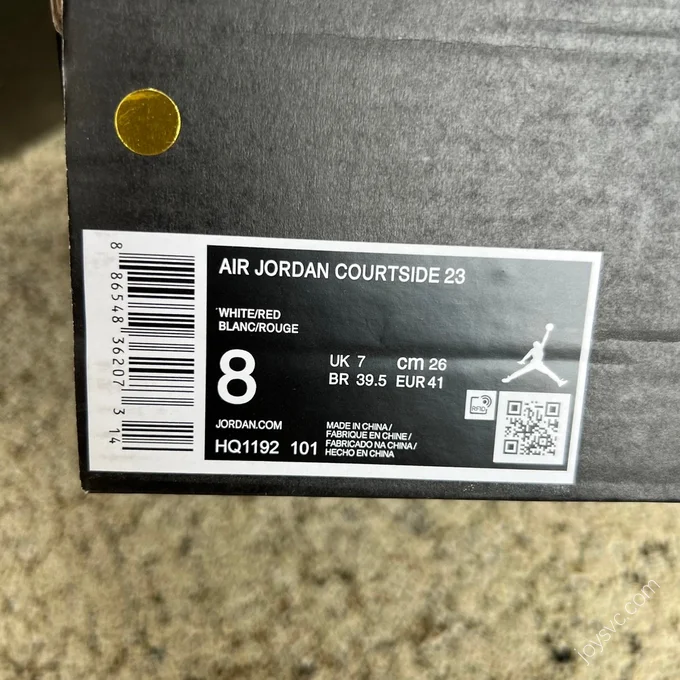 8 86548 36207 3 14
AIR JORDAN COURTSIDE 23
WHITE/RED
BLANC/ROUGE
8
UK 7 cm 26
BR 39.5 EUR 41
JORDAN.COM
HQ1192 101
MADE IN CHINA/
FABRIQUE EN CHINE/
FABRICADO NA CHINA/
HECHO EN CHINA
RFID
joysvc.com